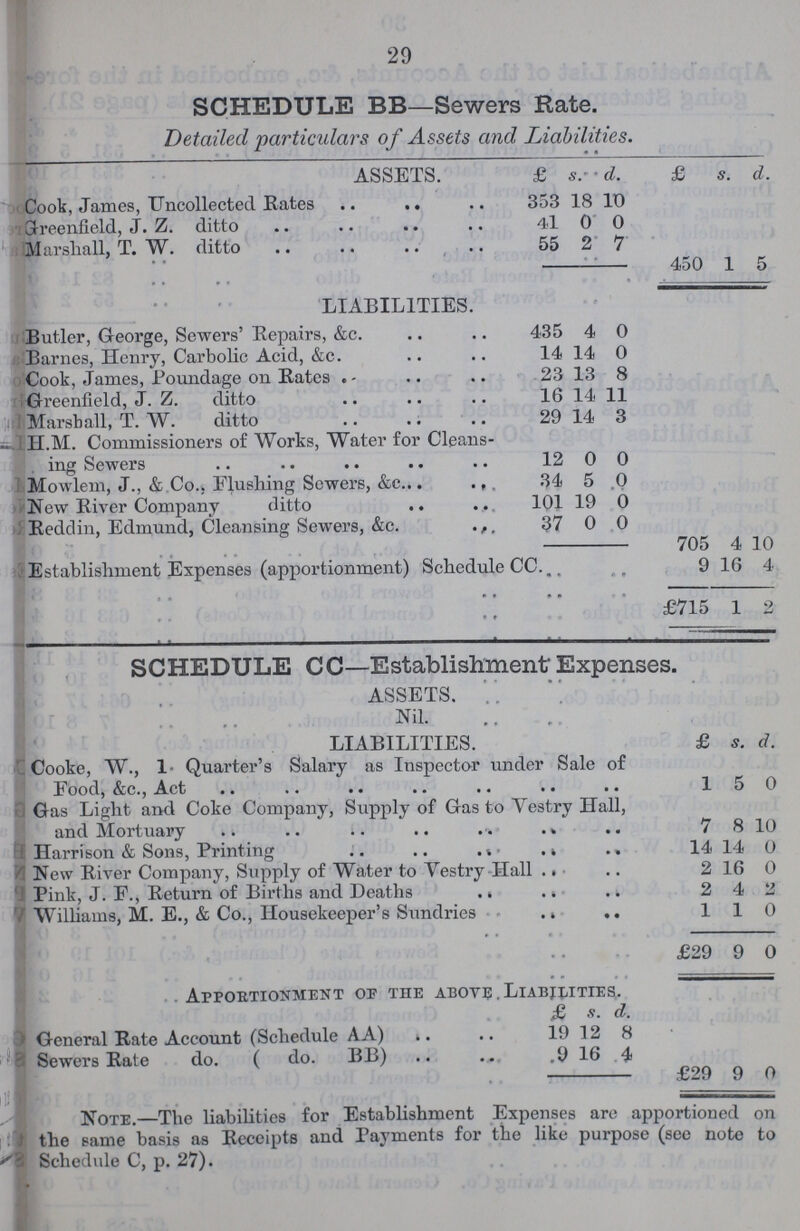 29
SCHEDULE BB—Sewers Rate.
Detailed particulars of Assets and Liabilities.
ASSETS. £ s. d. £ s. d.
Cook, James, Uncollected Rates .. .. .. 353 18 10
Greenfield, J. Z. ditto .. .. .. .. 41 0 0
Marshall, T. W. ditto .. .. .. .. 55 2 7
450 1 5
LIABILITIES.
Butler, George, Sewers' Repairs, &c. .. .. 435 4 0
Barnes, Henry, Carbolic Acid, &c. .. .. 14 14 0
Cook, James, Poundage on Rates .. .. .. 23 13 8
Greenfield, J. Z. ditto .. .. .. 16 14 11
Marshall, T. W. ditto .. .. .. 29 14 3
H.M. Commissioners of Works, Water for Cleans-
ing Sewers .. .. .. .. .. 12 0 0
Mowlem, J., & Co., Flushing Sewers, &c... .. 34 5 0
New River Company ditto .. .. 101 19 0
Reddin, Edmund, Cleansing Sewers, &c. .. 37 0 0
705 4 10
Establishment Expenses (apportionment) Schedule CC... .. 9 16 4
£715 1 2
SCHEDULE CC—Establishment Expenses.
ASSETS.
Nil.
LIABILITIES. £ s. d.
Cooke, W., 1 Quarter's Salary as Inspector under Sale of
Food, &c., Act .. .. .. .. .. .. .. 1 5 0
Gas Light and Coke Company, Supply of Gas to Vestry Hall,
and Mortuary .. .. .. .. .. .. .. 7 8 10
Harrison & Sons, Printing .. .. .. .. .. 14 14 0
New River Company, Supply of Water to Vestry Hall .. .. 2 16 0
Pink, J. F., Return of Births and Deaths .. .. .. 2 4 2
Williams, M. E., & Co., Housekeeper's Sundries .. .. 1 1 0
£29 9 0
APPORTIONMENT OF THE ABOVE LIABILITIES.
£ s. d.
General Rate Account (Schedule AA) .. .. 19 12 8
Sewers Rate do. ( do. BB) .. .. 9 16 4
£29 9 0
NOTE.—The liabilities for Establishment Expenses are apportioned on
the same basis as Receipts and Payments for the like purpose (see note to
Schedule C, p. 27).